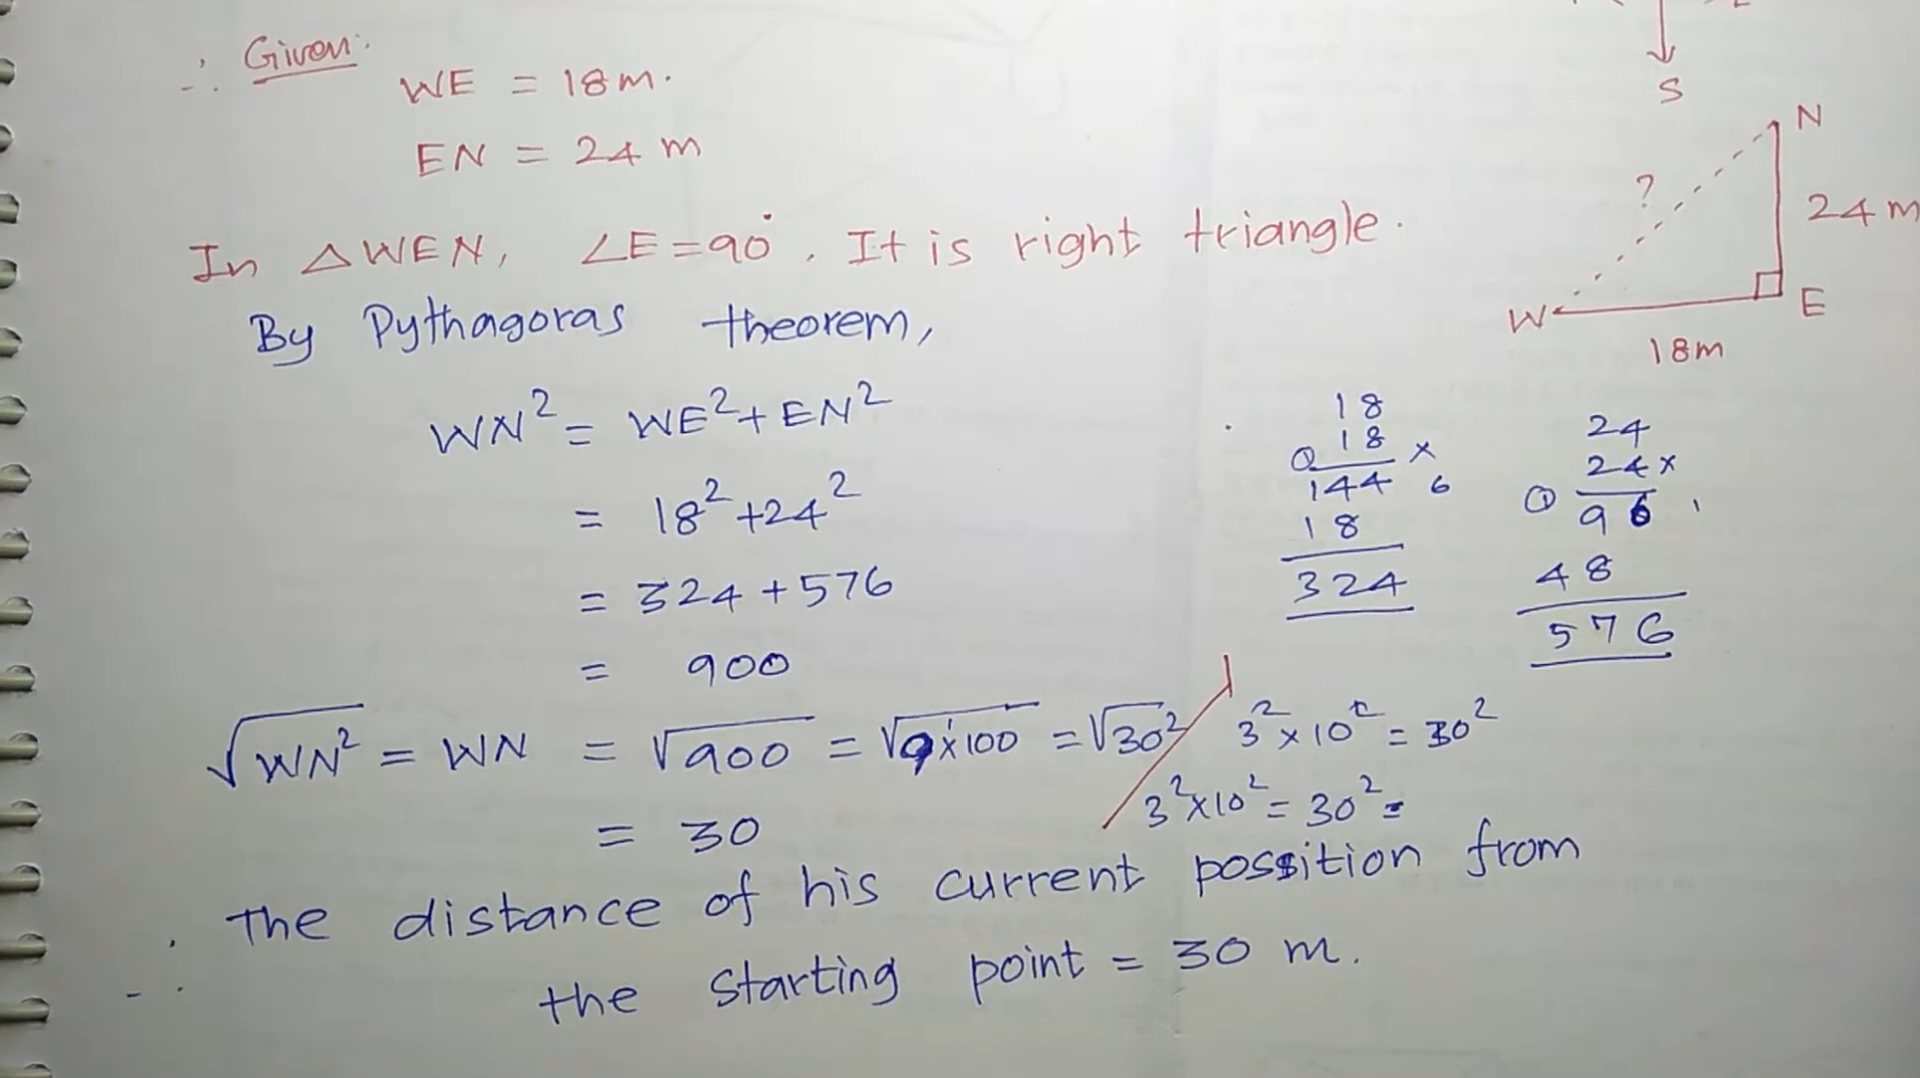 S
∴ Given:
WE = 18m.
EN = 24 m
N
?
24 m
W
E
18m
In △WEN, ∠E=90°. It is right triangle.
By Pythagoras theorem,
WN² = WE²+EN²
= 18²+24²
= 324+576
= 900
18
18 ×
144 6
18
324
24
24×
① 96
48
576
√WN² = WN = √900 = √9×100 = √30²
3²×10² = 30²
3²×10² = 30² =
= 30
∴ The distance of his current possition from
the starting point = 30 m.